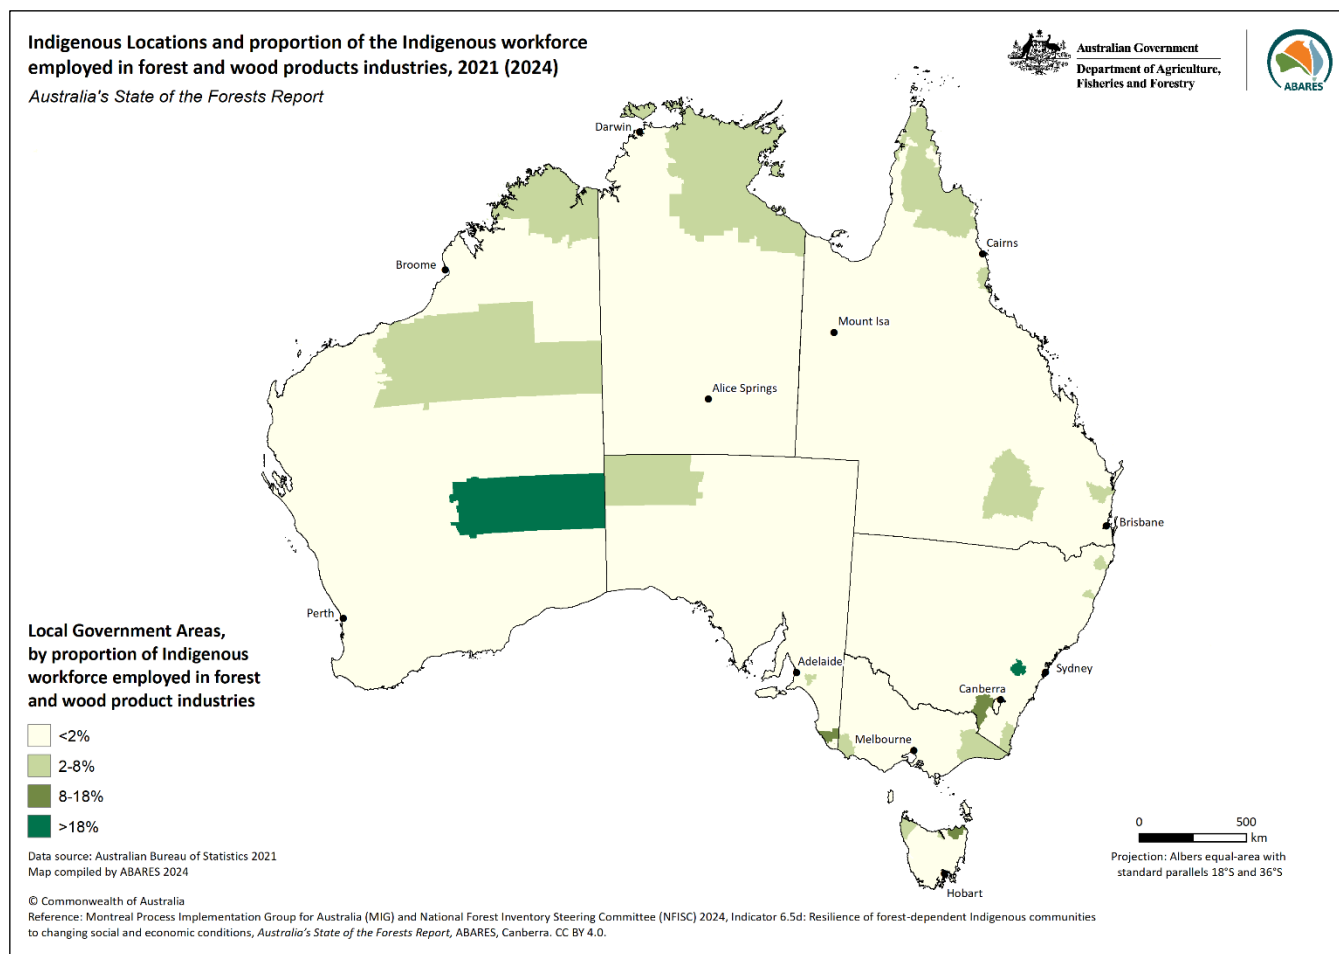 Indigenous Locations and proportion of the Indigenous workforce
employed in forest and wood products industries, 2021 (2024)
Australia's State of the Forests Report
Australian Government
Department of Agriculture,
Fisheries and Forestry
ABARES
Darwin
Broome
Cairns
Mount Isa
Alice Springs
Brisbane
Perth
Adelaide
Sydney
Canberra
Melbourne
Hobart
Local Government Areas,
by proportion of Indigenous
workforce employed in forest
and wood product industries
<2%
2-8%
8-18%
>18%
0 500
km
Projection: Albers equal-area with
standard parallels 18°S and 36°S
Data source: Australian Bureau of Statistics 2021
Map compiled by ABARES 2024
© Commonwealth of Australia
Reference: Montreal Process Implementation Group for Australia (MIG) and National Forest Inventory Steering Committee (NFISC) 2024, Indicator 6.5d: Resilience of forest-dependent Indigenous communities
to changing social and economic conditions, Australia's State of the Forests Report, ABARES, Canberra. CC BY 4.0.